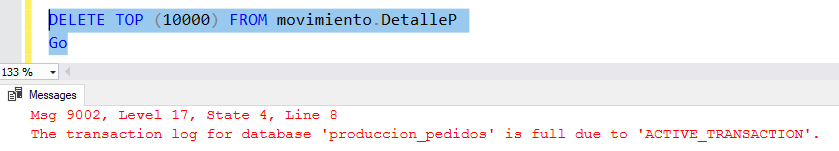 DELETE TOP (10000) FROM movimiento.DetalleP
Go
133 %
Messages
Msg 9002, Level 17, State 4, Line 8
The transaction log for database 'produccion_pedidos' is full due to 'ACTIVE_TRANSACTION'.